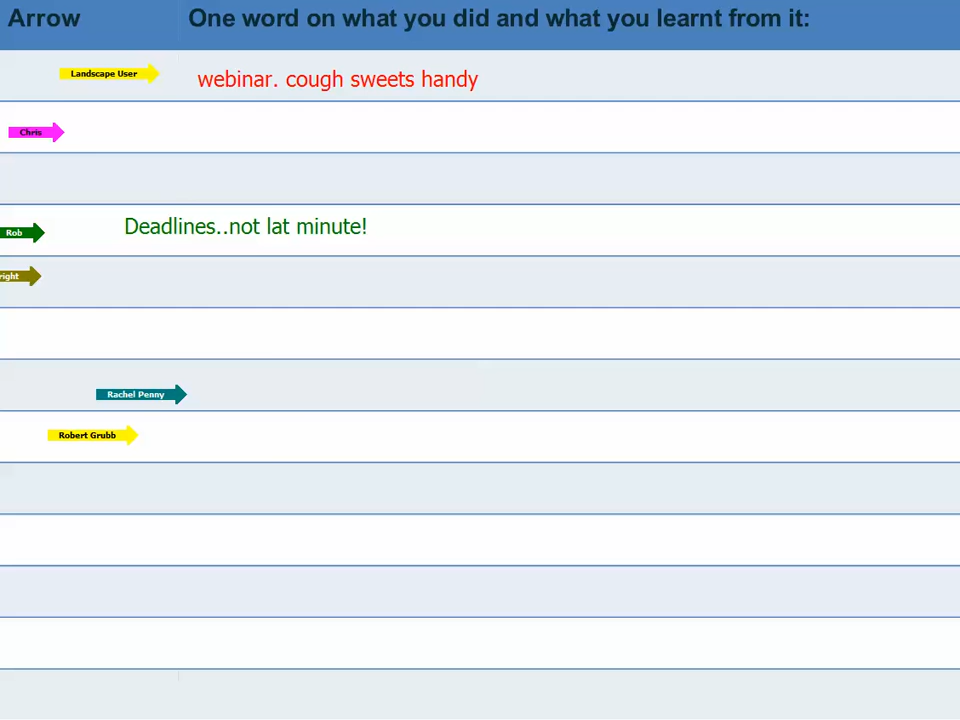 Arrow One word on what you did and what you learnt from it:
Landscape User webinar. cough sweets handy
Chris
Rob Deadlines..not lat minute!
right
Rachel Penny
Robert Grubb